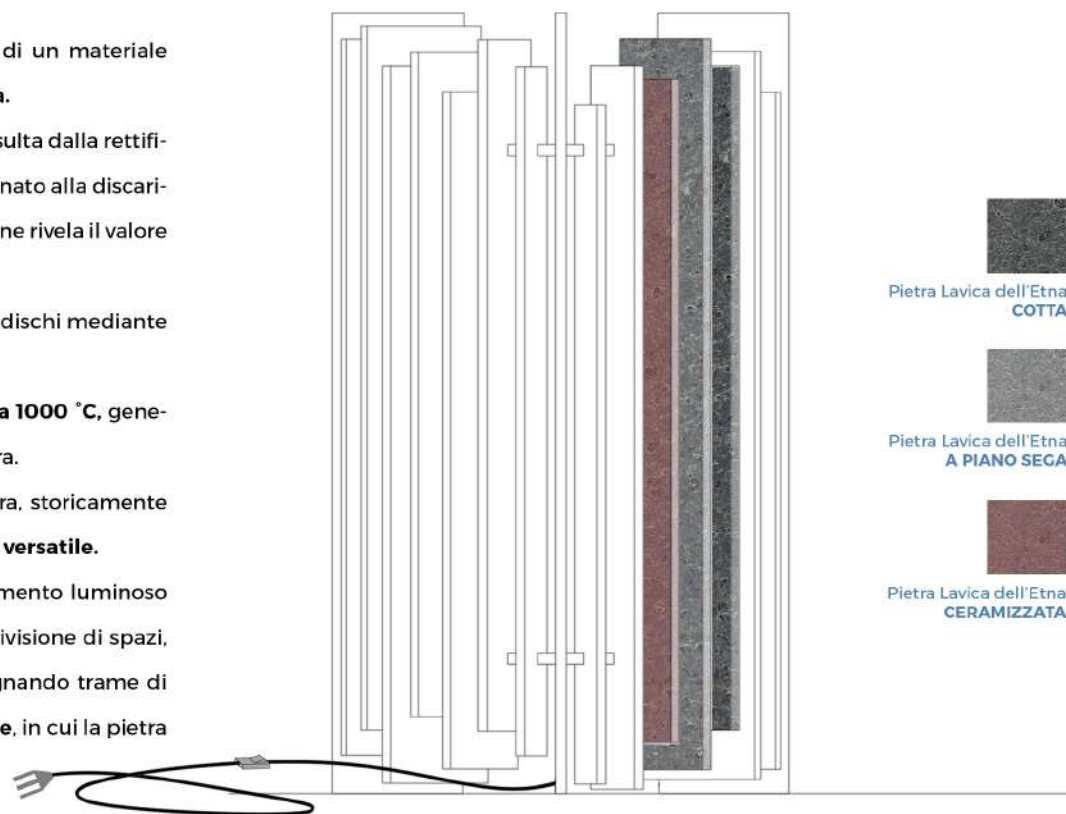 di un materiale
a.
sulta dalla rettifi-
nato alla discari-
ne rivela il valore
dischi mediante
a 1000 °C, gene-
ra.
ra, storicamente
versatile.
mento luminoso
ivisione di spazi,
gnando trame di
e, in cui la pietra
Pietra Lavica dell'Etna
COTTA
Pietra Lavica dell'Etna
A PIANO SEGA
Pietra Lavica dell'Etna
CERAMIZZATA